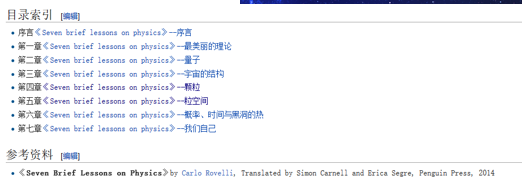 目录索引 [编辑]
序言《Seven brief lessons on physics》--序言
第一章《Seven brief lessons on physics》--最美丽的理论
第二章《Seven brief lessons on physics》--量子
第三章《Seven brief lessons on physics》--宇宙的结构
第四章《Seven brief lessons on physics》--颗粒
第五章《Seven brief lessons on physics》--粒空间
第六章《Seven brief lessons on physics》--概率、时间与黑洞的热
第七章《Seven brief lessons on physics》--我们自己
参考资料 [编辑]
《Seven Brief Lessons on Physics》by Carlo Rovelli, Translated by Simon Carnell and Erica Segre, Penguin Press, 2014